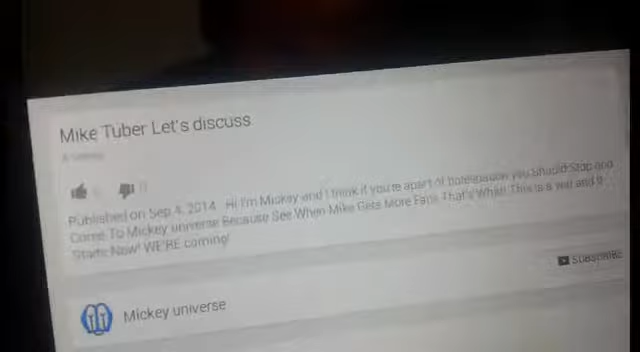 Mike Tuber Let's discuss
Published on Sep 4, 2014 Hi I'm Mickey and I think if you're apart of you Should Stop and
Come To Mickey universe Because See When Mike Gets More Fans That's When This is a war and it
Starts Now! WE'RE coming!
SUBSCRIBE
Mickey universe